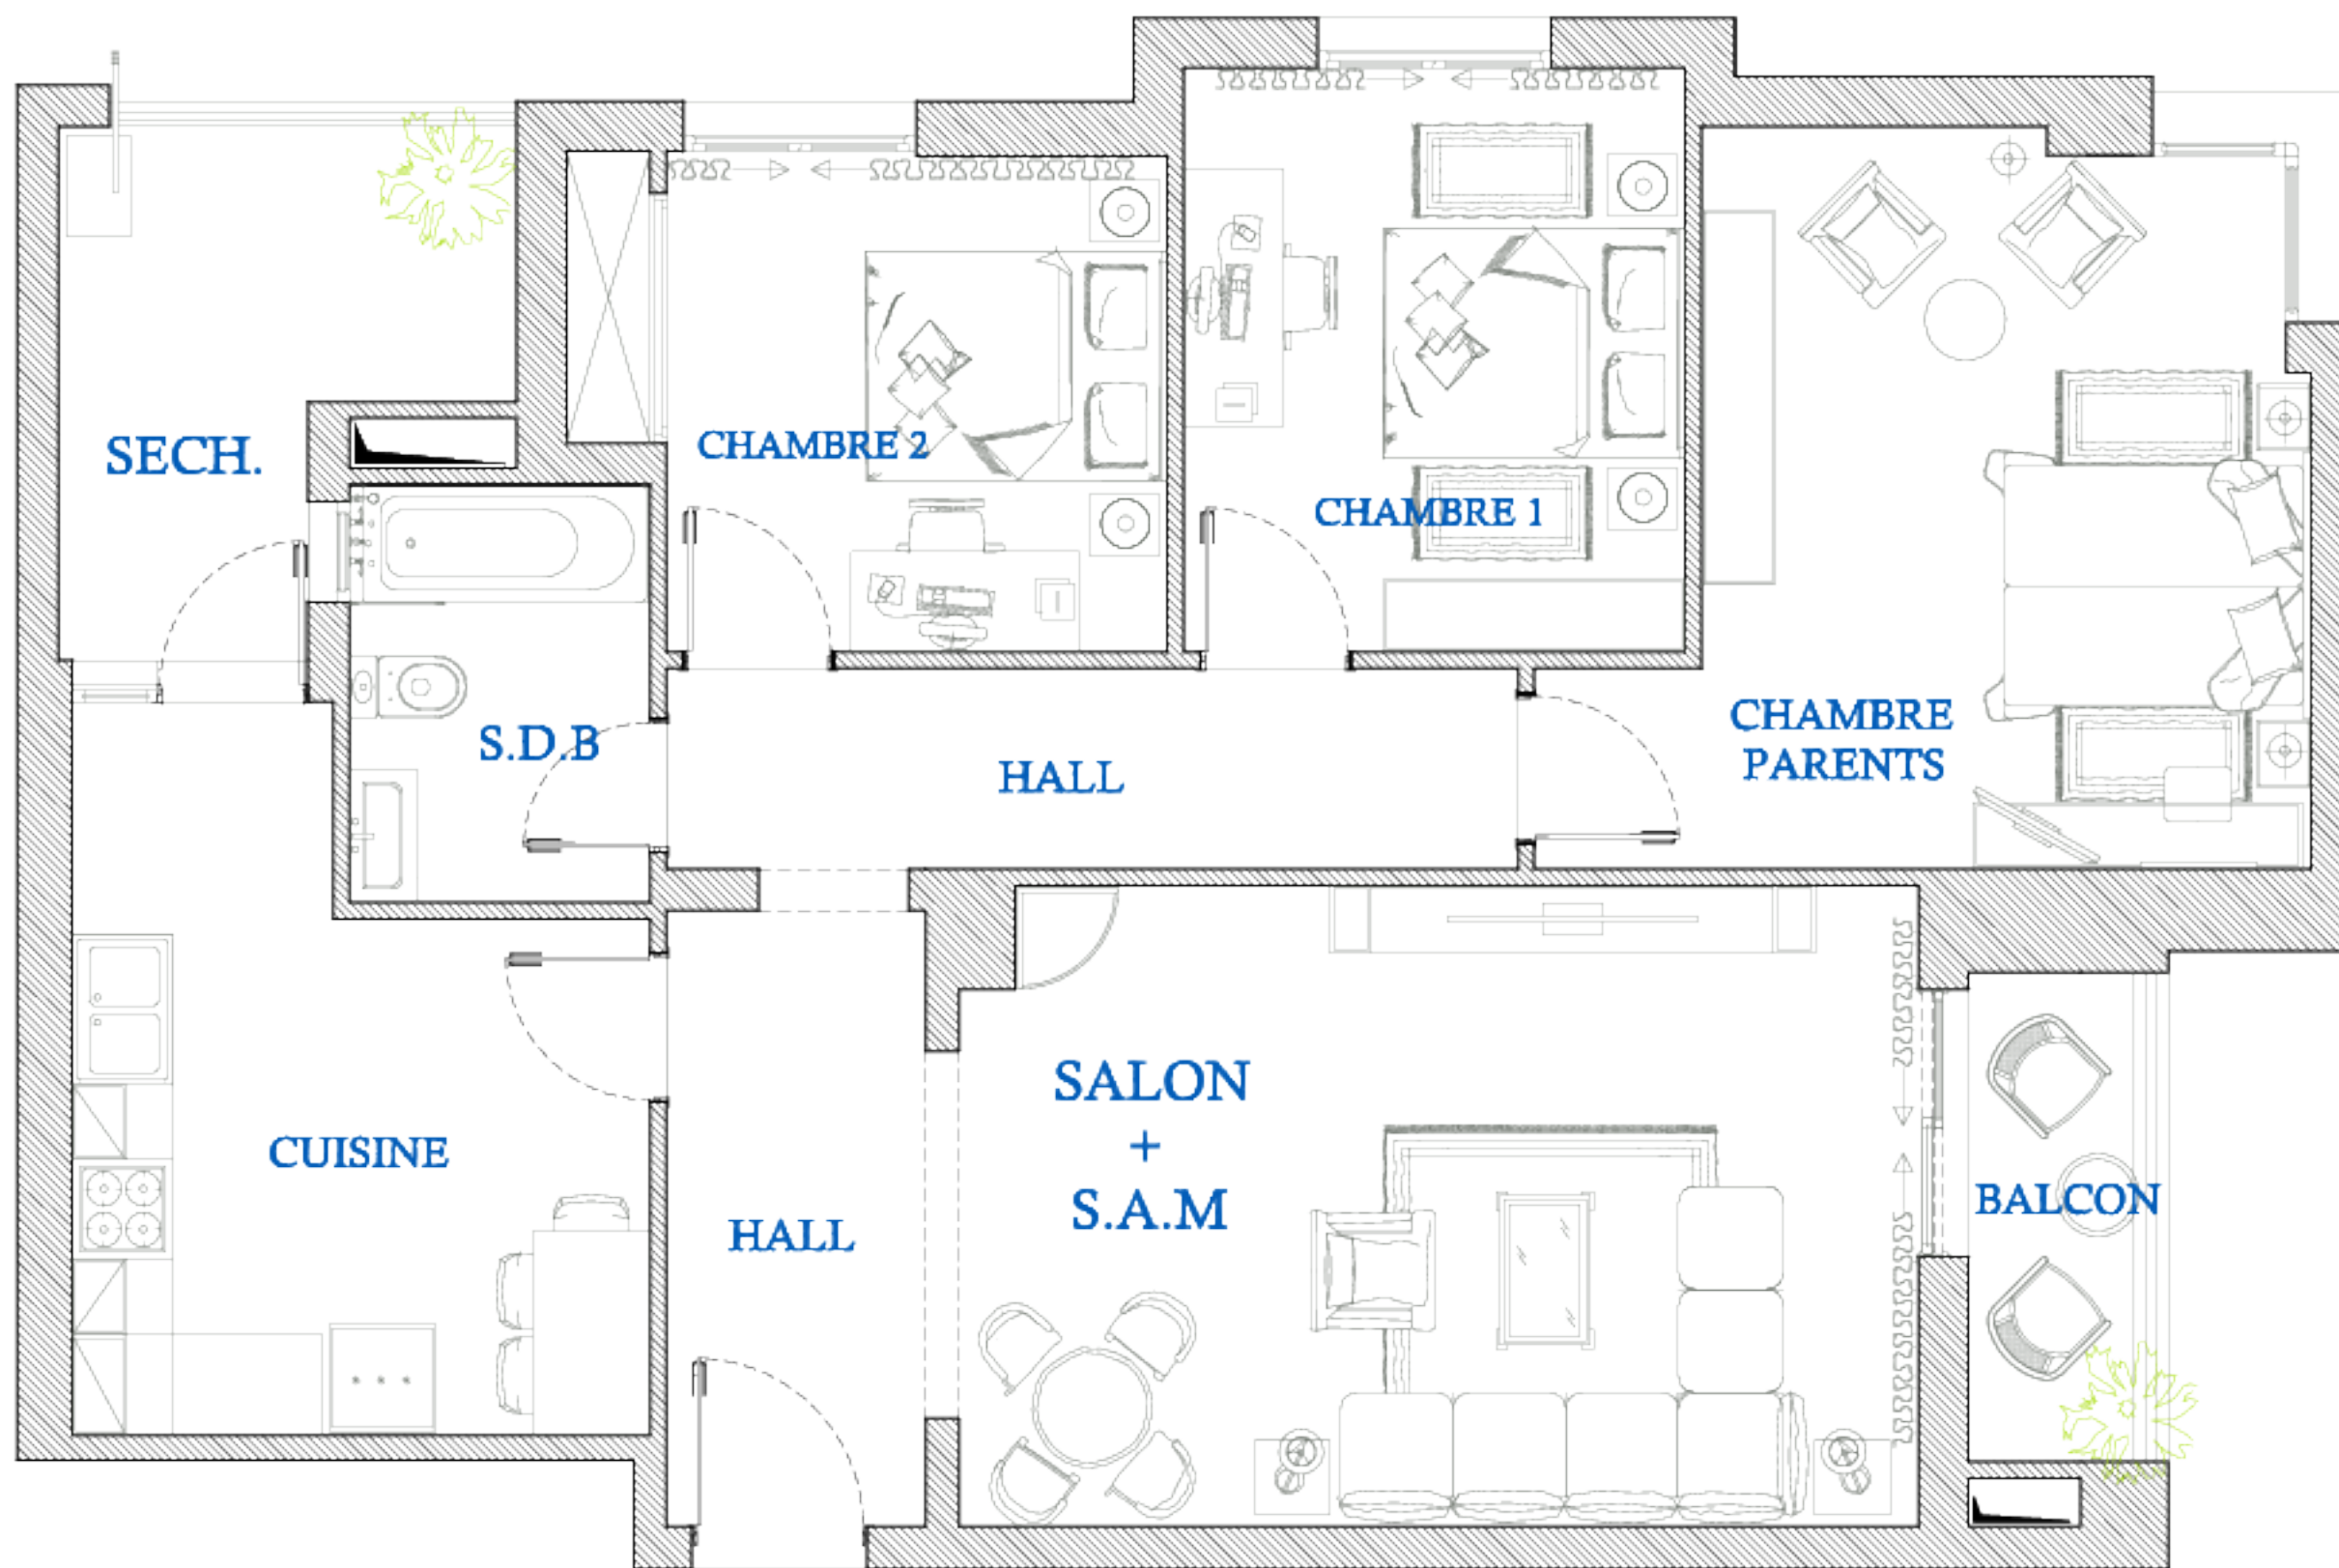 SECH.
CHAMBRE 2
CHAMBRE 1
S.D.B
HALL
CHAMBRE
PARENTS
CUISINE
HALL
SALON
+
S.A.M
BALCON